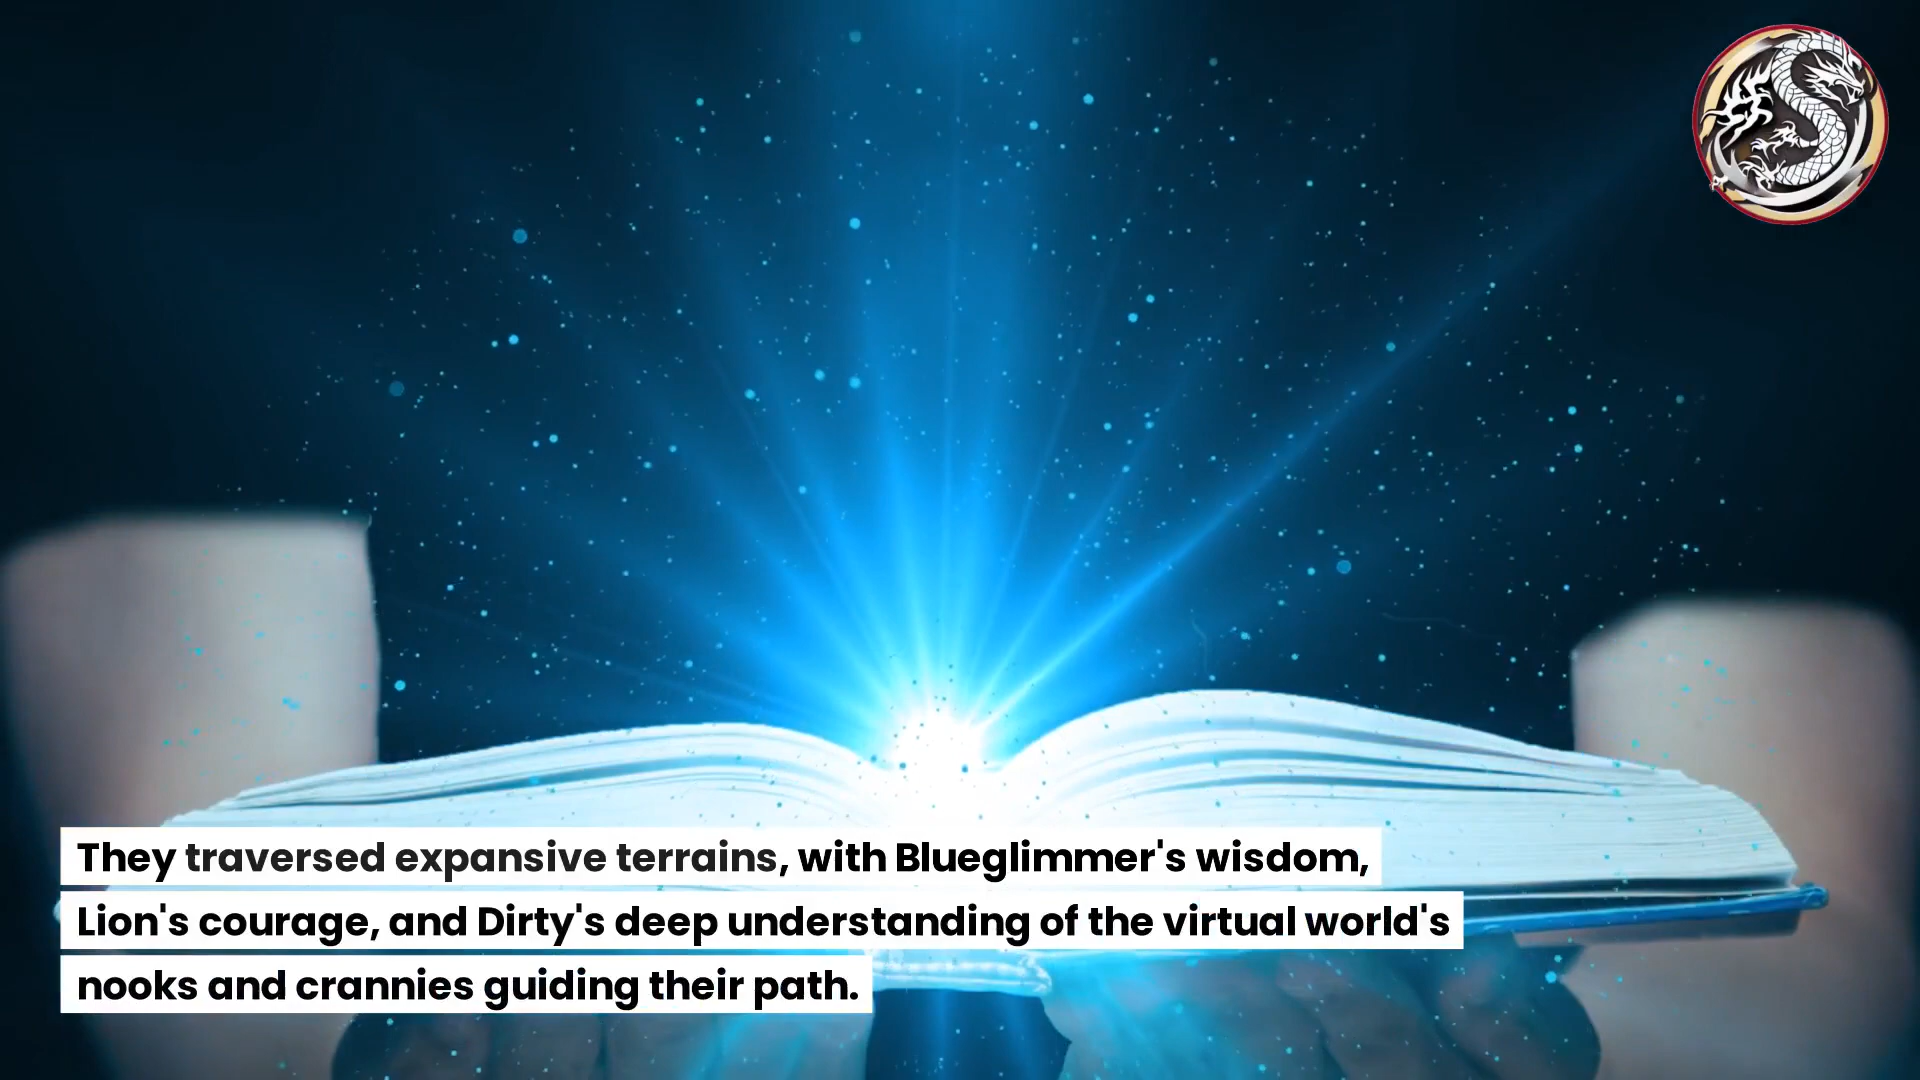 They traversed expansive terrains, with Blueglimmer's wisdom,
Lion's courage, and Dirty's deep understanding of the virtual world's
nooks and crannies guiding their path.